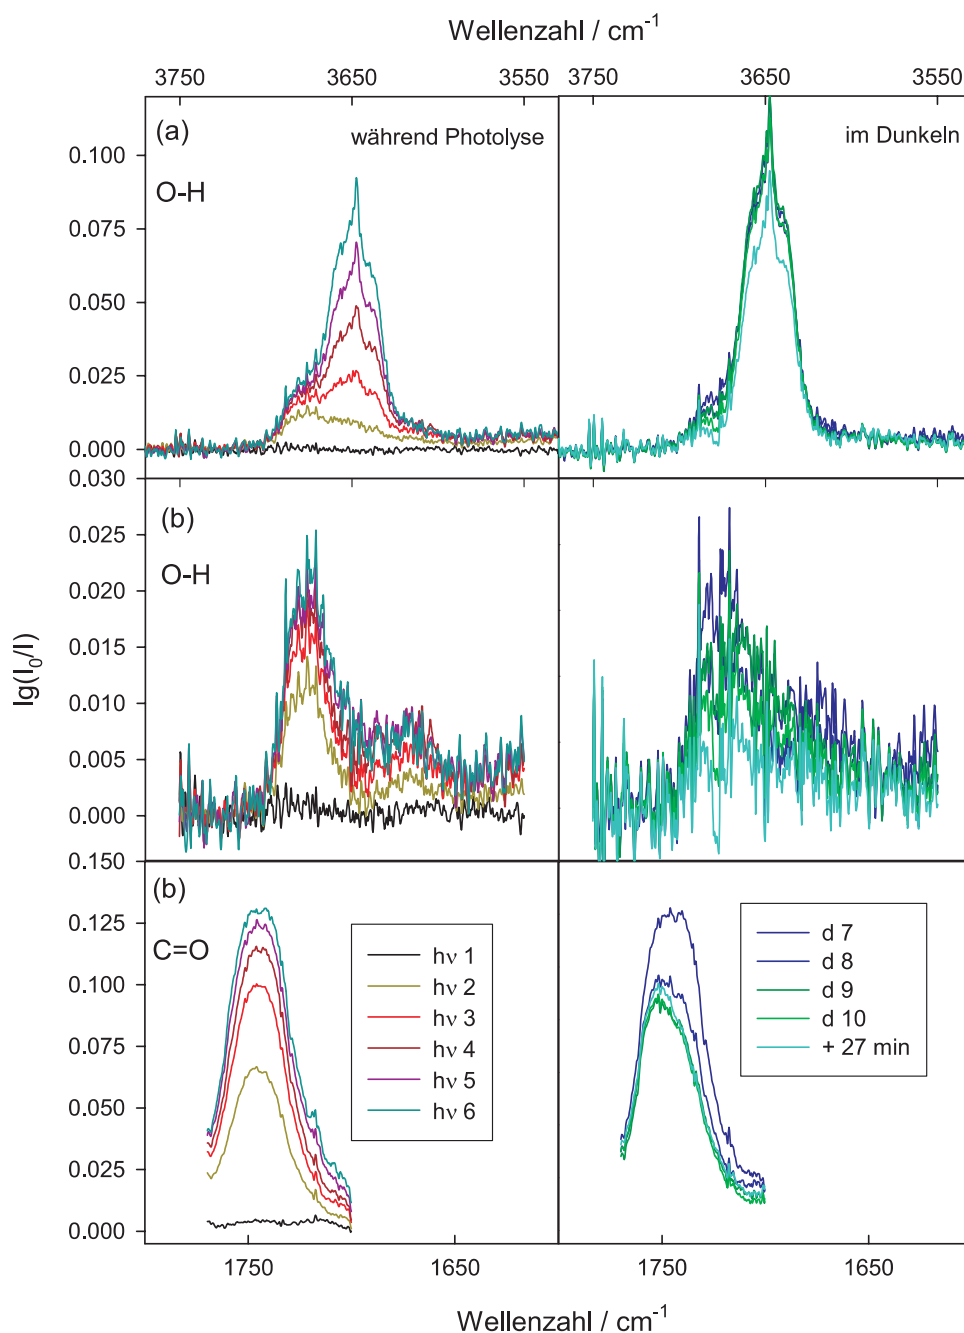 Wellenzahl / cm⁻¹
3750 3650 3550 3750 3650 3550
(a) während Photolyse im Dunkeln
O-H
0.100
0.075
0.050
0.025
0.000
0.030
(b)
O-H
0.025
0.020
0.015
0.010
0.005
0.000
0.150
lg(I₀/I)
(b)
C=O
0.125
0.100
0.075
0.050
0.025
0.000
hν 1
hν 2
hν 3
hν 4
hν 5
hν 6
d 7
d 8
d 9
d 10
+ 27 min
1750 1650 1750 1650
Wellenzahl / cm⁻¹